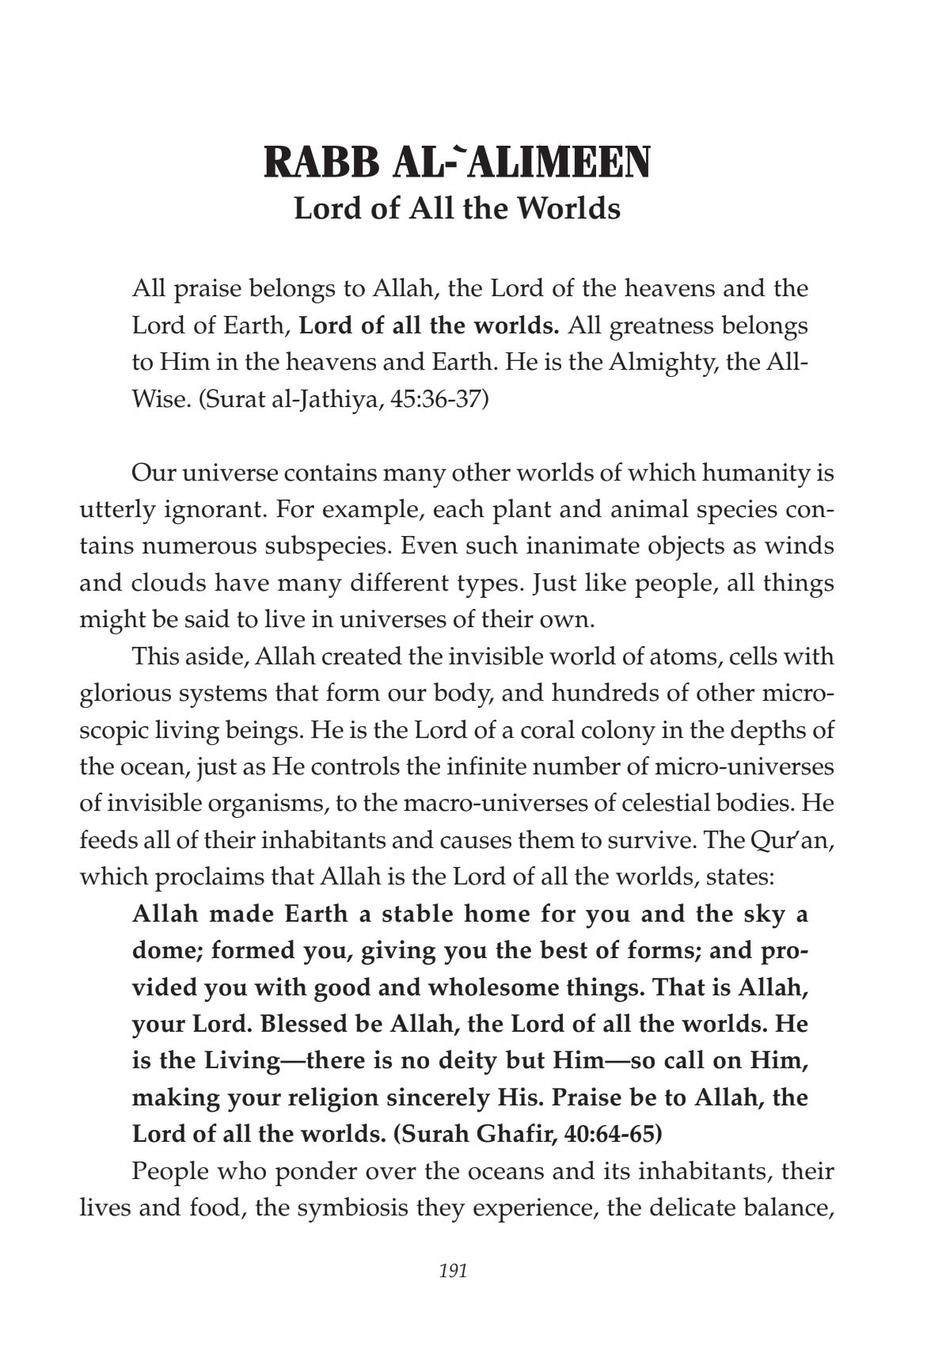 RABB AL-`ALIMEEN
Lord of All the Worlds
All praise belongs to Allah, the Lord of the heavens and the
Lord of Earth, Lord of all the worlds. All greatness belongs
to Him in the heavens and Earth. He is the Almighty, the All-
Wise. (Surat al-Jathiya, 45:36-37)
Our universe contains many other worlds of which humanity is
utterly ignorant. For example, each plant and animal species con-
tains numerous subspecies. Even such inanimate objects as winds
and clouds have many different types. Just like people, all things
might be said to live in universes of their own.
This aside, Allah created the invisible world of atoms, cells with
glorious systems that form our body, and hundreds of other micro-
scopic living beings. He is the Lord of a coral colony in the depths of
the ocean, just as He controls the infinite number of micro-universes
of invisible organisms, to the macro-universes of celestial bodies. He
feeds all of their inhabitants and causes them to survive. The Qur’an,
which proclaims that Allah is the Lord of all the worlds, states:
Allah made Earth a stable home for you and the sky a
dome; formed you, giving you the best of forms; and pro-
vided you with good and wholesome things. That is Allah,
your Lord. Blessed be Allah, the Lord of all the worlds. He
is the Living—there is no deity but Him—so call on Him,
making your religion sincerely His. Praise be to Allah, the
Lord of all the worlds. (Surah Ghafir, 40:64-65)
People who ponder over the oceans and its inhabitants, their
lives and food, the symbiosis they experience, the delicate balance,
191